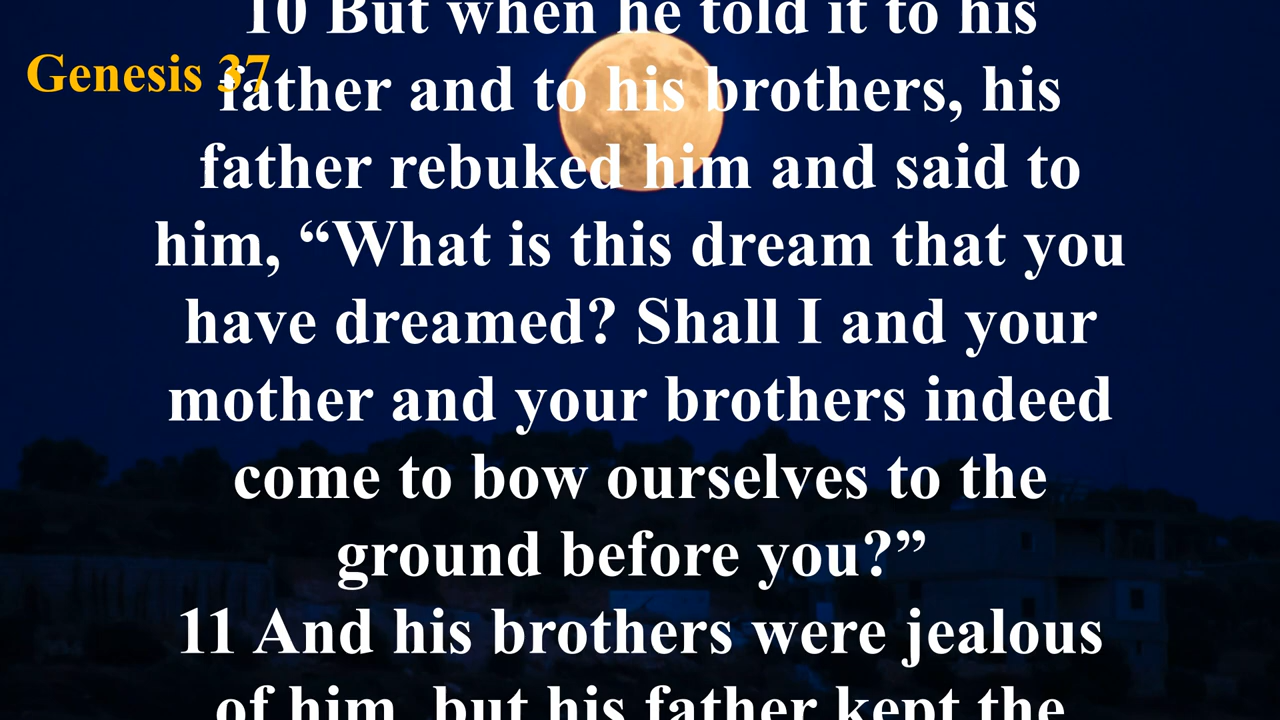 Genesis 37
10 But when he told it to his
father and to his brothers, his
father rebuked him and said to
him, “What is this dream that you
have dreamed? Shall I and your
mother and your brothers indeed
come to bow ourselves to the
ground before you?”
11 And his brothers were jealous
of him, but his father kept the